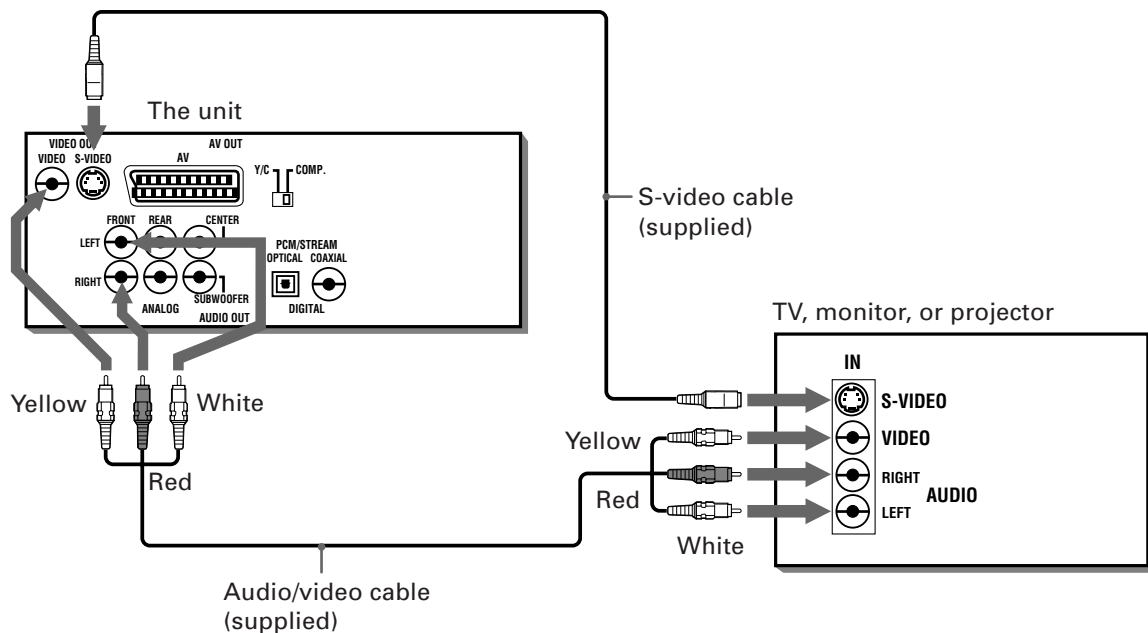 The unit
VIDEO OUT
AV OUT
VIDEO
S-VIDEO
AV
Y/C
COMP.
FRONT
REAR
CENTER
LEFT
PCM/STREAM
OPTICAL
COAXIAL
RIGHT
SUBWOOFER
ANALOG
AUDIO OUT
DIGITAL
S-video cable
(supplied)
Yellow
White
Red
TV, monitor, or projector
IN
S-VIDEO
Yellow
VIDEO
RIGHT
Red
AUDIO
LEFT
White
Audio/video cable
(supplied)